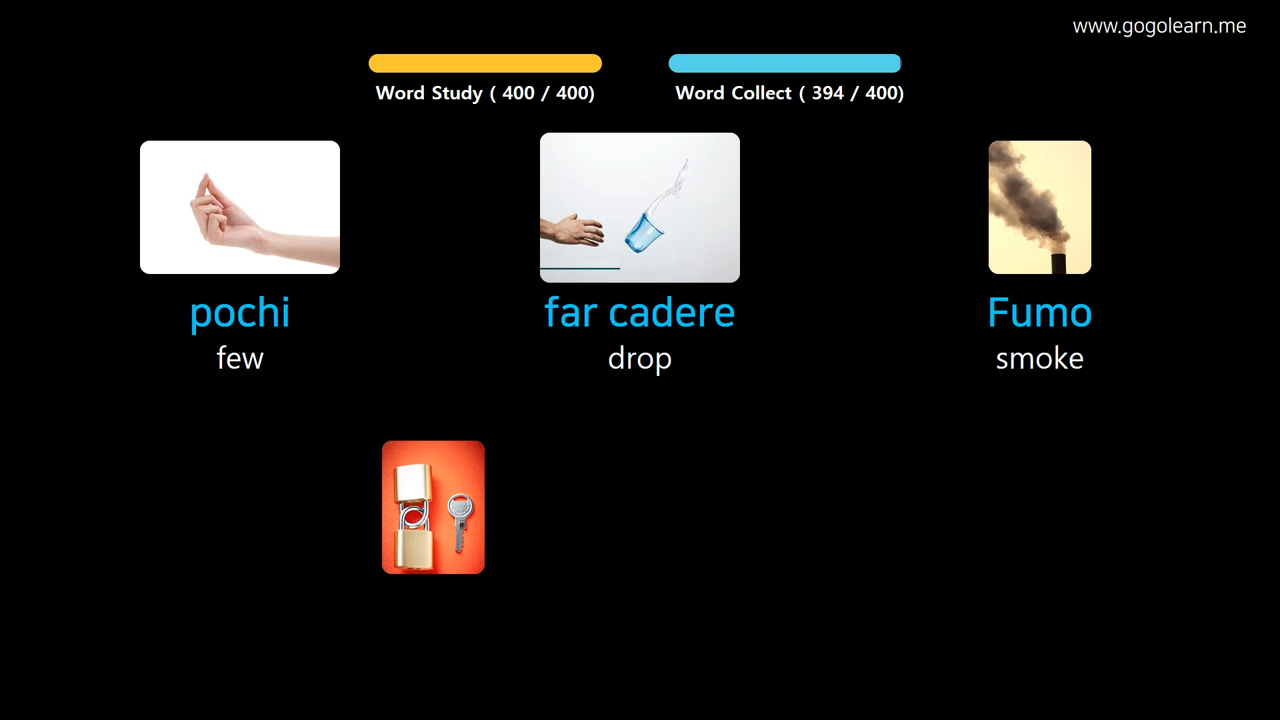 www.gogolearn.me
Word Study ( 400 / 400)
Word Collect ( 394 / 400)
pochi
far cadere
Fumo
few
drop
smoke